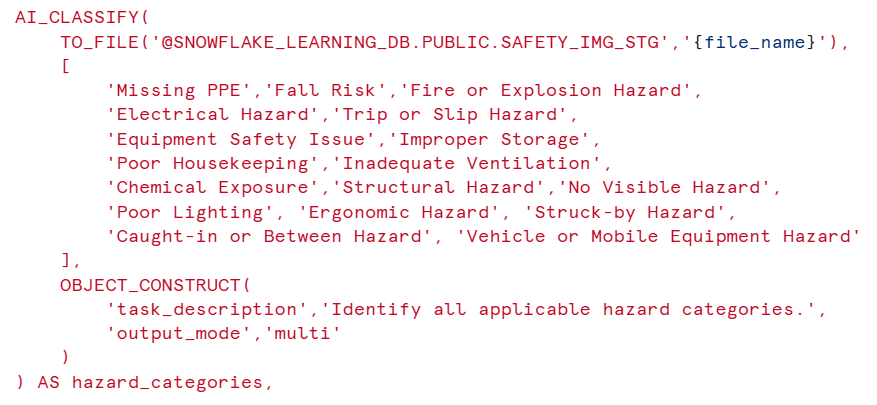 AI_CLASSIFY(
    TO_FILE('@SNOWFLAKE_LEARNING_DB.PUBLIC.SAFETY_IMG_STG','{file_name}'),
    [
        'Missing PPE','Fall Risk','Fire or Explosion Hazard',
        'Electrical Hazard','Trip or Slip Hazard',
        'Equipment Safety Issue','Improper Storage',
        'Poor Housekeeping','Inadequate Ventilation',
        'Chemical Exposure','Structural Hazard','No Visible Hazard',
        'Poor Lighting', 'Ergonomic Hazard', 'Struck-by Hazard',
        'Caught-in or Between Hazard', 'Vehicle or Mobile Equipment Hazard'
    ],
    OBJECT_CONSTRUCT(
        'task_description','Identify all applicable hazard categories.',
        'output_mode','multi'
    )
) AS hazard_categories,